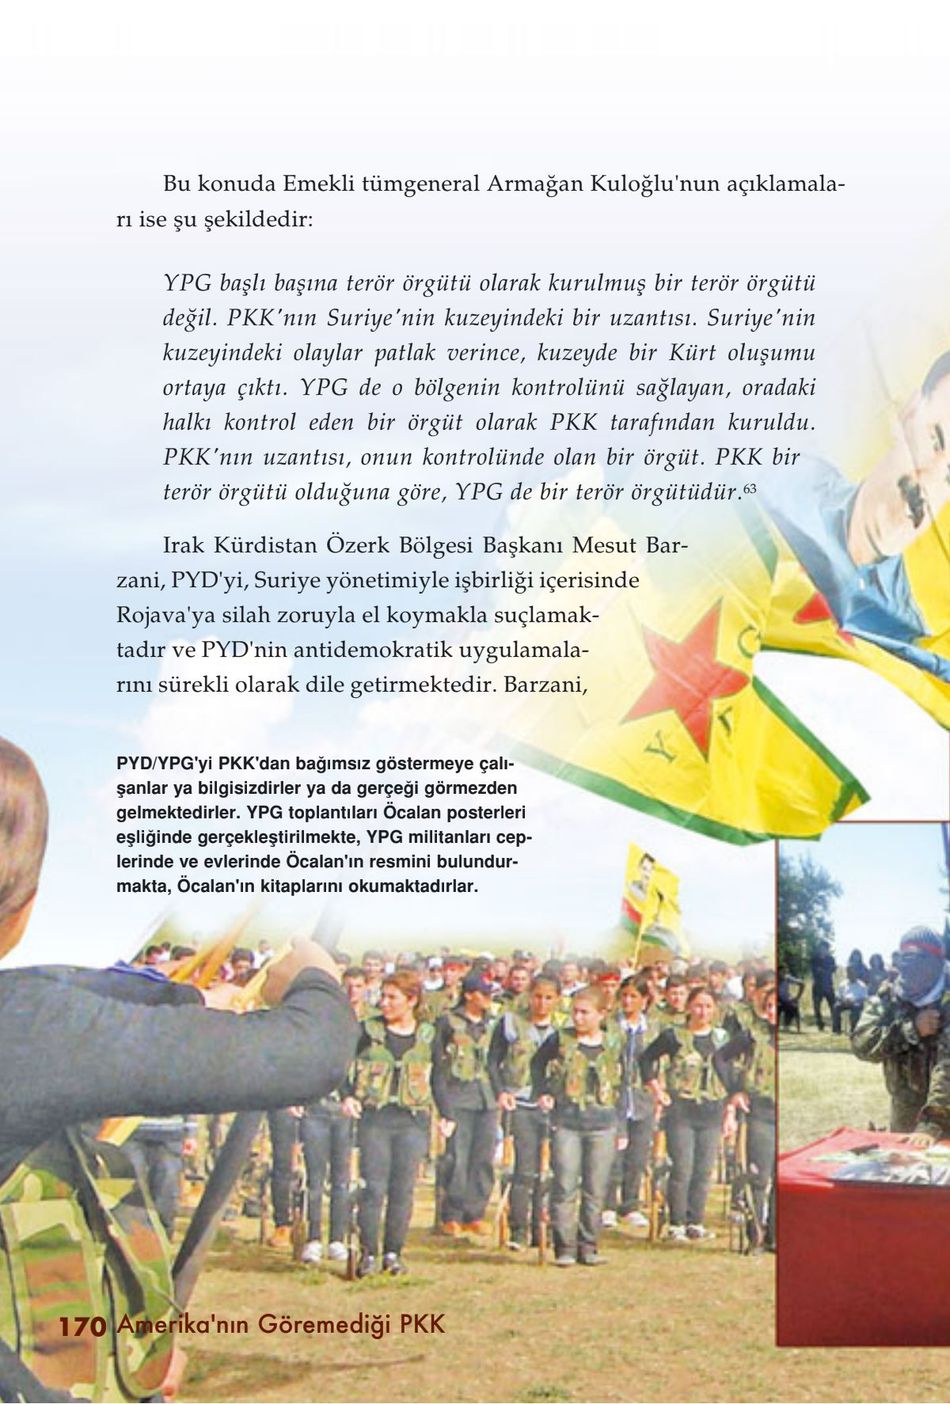 Bu konuda Emekli tümgeneral Armağan Kuloğlu'nun açıklamala-
rı ise şu şekildedir:
YPG başlı başına terör örgütü olarak kurulmuş bir terör örgütü
değil. PKK'nın Suriye'nin kuzeyindeki bir uzantısı. Suriye'nin
kuzeyindeki olaylar patlak verince, kuzeyde bir Kürt oluşumu
ortaya çıktı. YPG de o bölgenin kontrolünü sağlayan, oradaki
halkı kontrol eden bir örgüt olarak PKK tarafından kuruldu.
PKK'nın uzantısı, onun kontrolünde olan bir örgüt. PKK bir
terör örgütü olduğuna göre, YPG de bir terör örgütüdür.63
Irak Kürdistan Özerk Bölgesi Başkanı Mesut Bar-
zani, PYD'yi, Suriye yönetimiyle işbirliği içerisinde
Rojava'ya silah zoruyla el koymakla suçlamak-
tadır ve PYD'nin antidemokratik uygulamala-
rını sürekli olarak dile getirmektedir. Barzani,
Y P G
PYD/YPG'yi PKK'dan bağımsız göstermeye çalı-
şanlar ya bilgisizdirler ya da gerçeği görmezden
gelmektedirler. YPG toplantıları Öcalan posterleri
eşliğinde gerçekleştirilmekte, YPG militanları cep-
lerinde ve evlerinde Öcalan'ın resmini bulundur-
makta, Öcalan'ın kitaplarını okumaktadırlar.
170 Amerika'nın Göremediği PKK